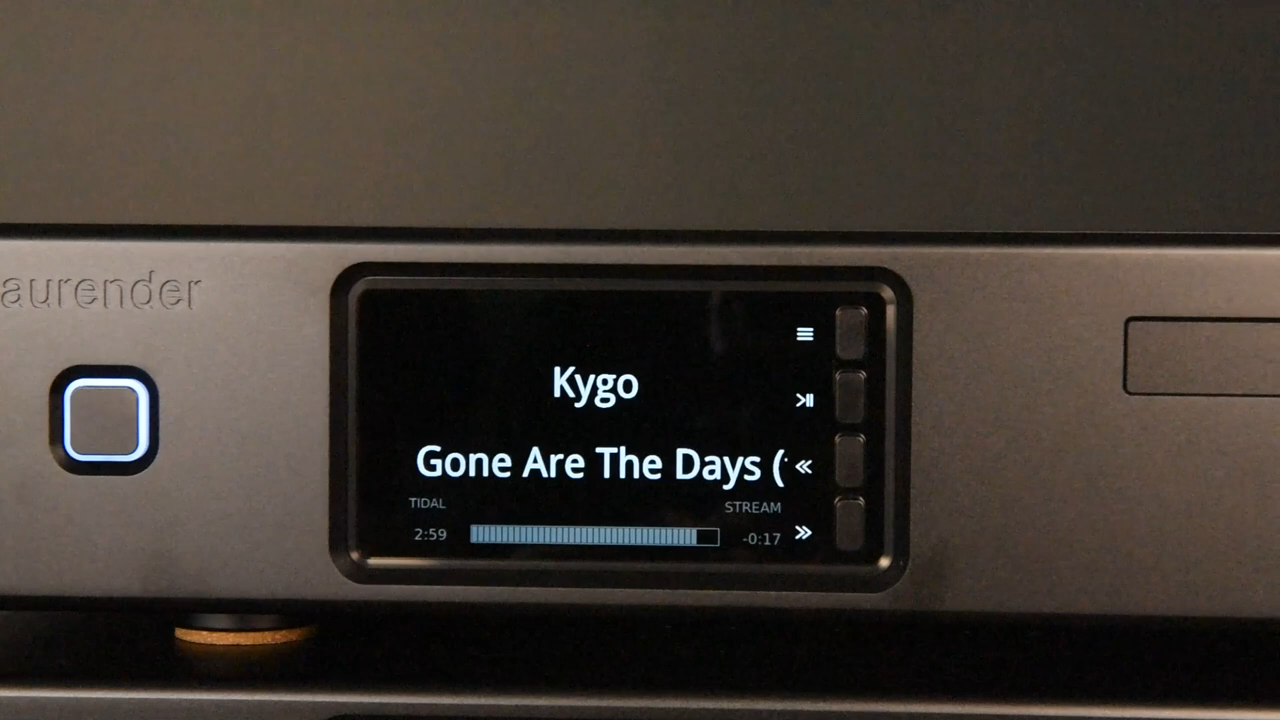 aurender
Kygo
Gone Are The Days (
TIDAL STREAM
2:59 -0:17